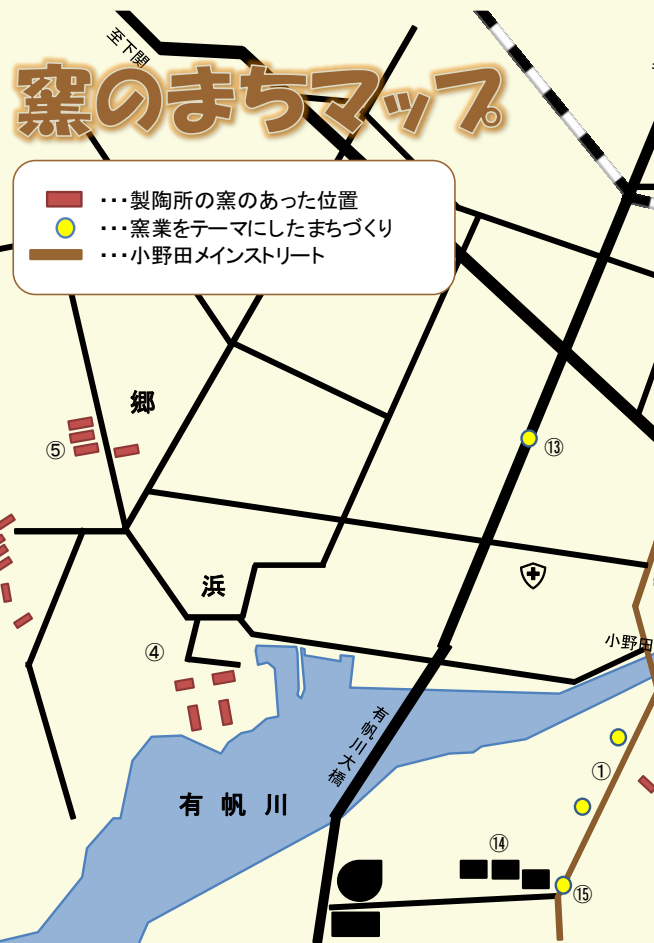 至下関
窯のまちマップ
･･･製陶所の窯のあった位置
･･･窯業をテーマにしたまちづくり
･･･小野田メインストリート
郷
⑤
⑬
浜
小野田
④
有帆川大橋
①
有帆川
⑭
⑮